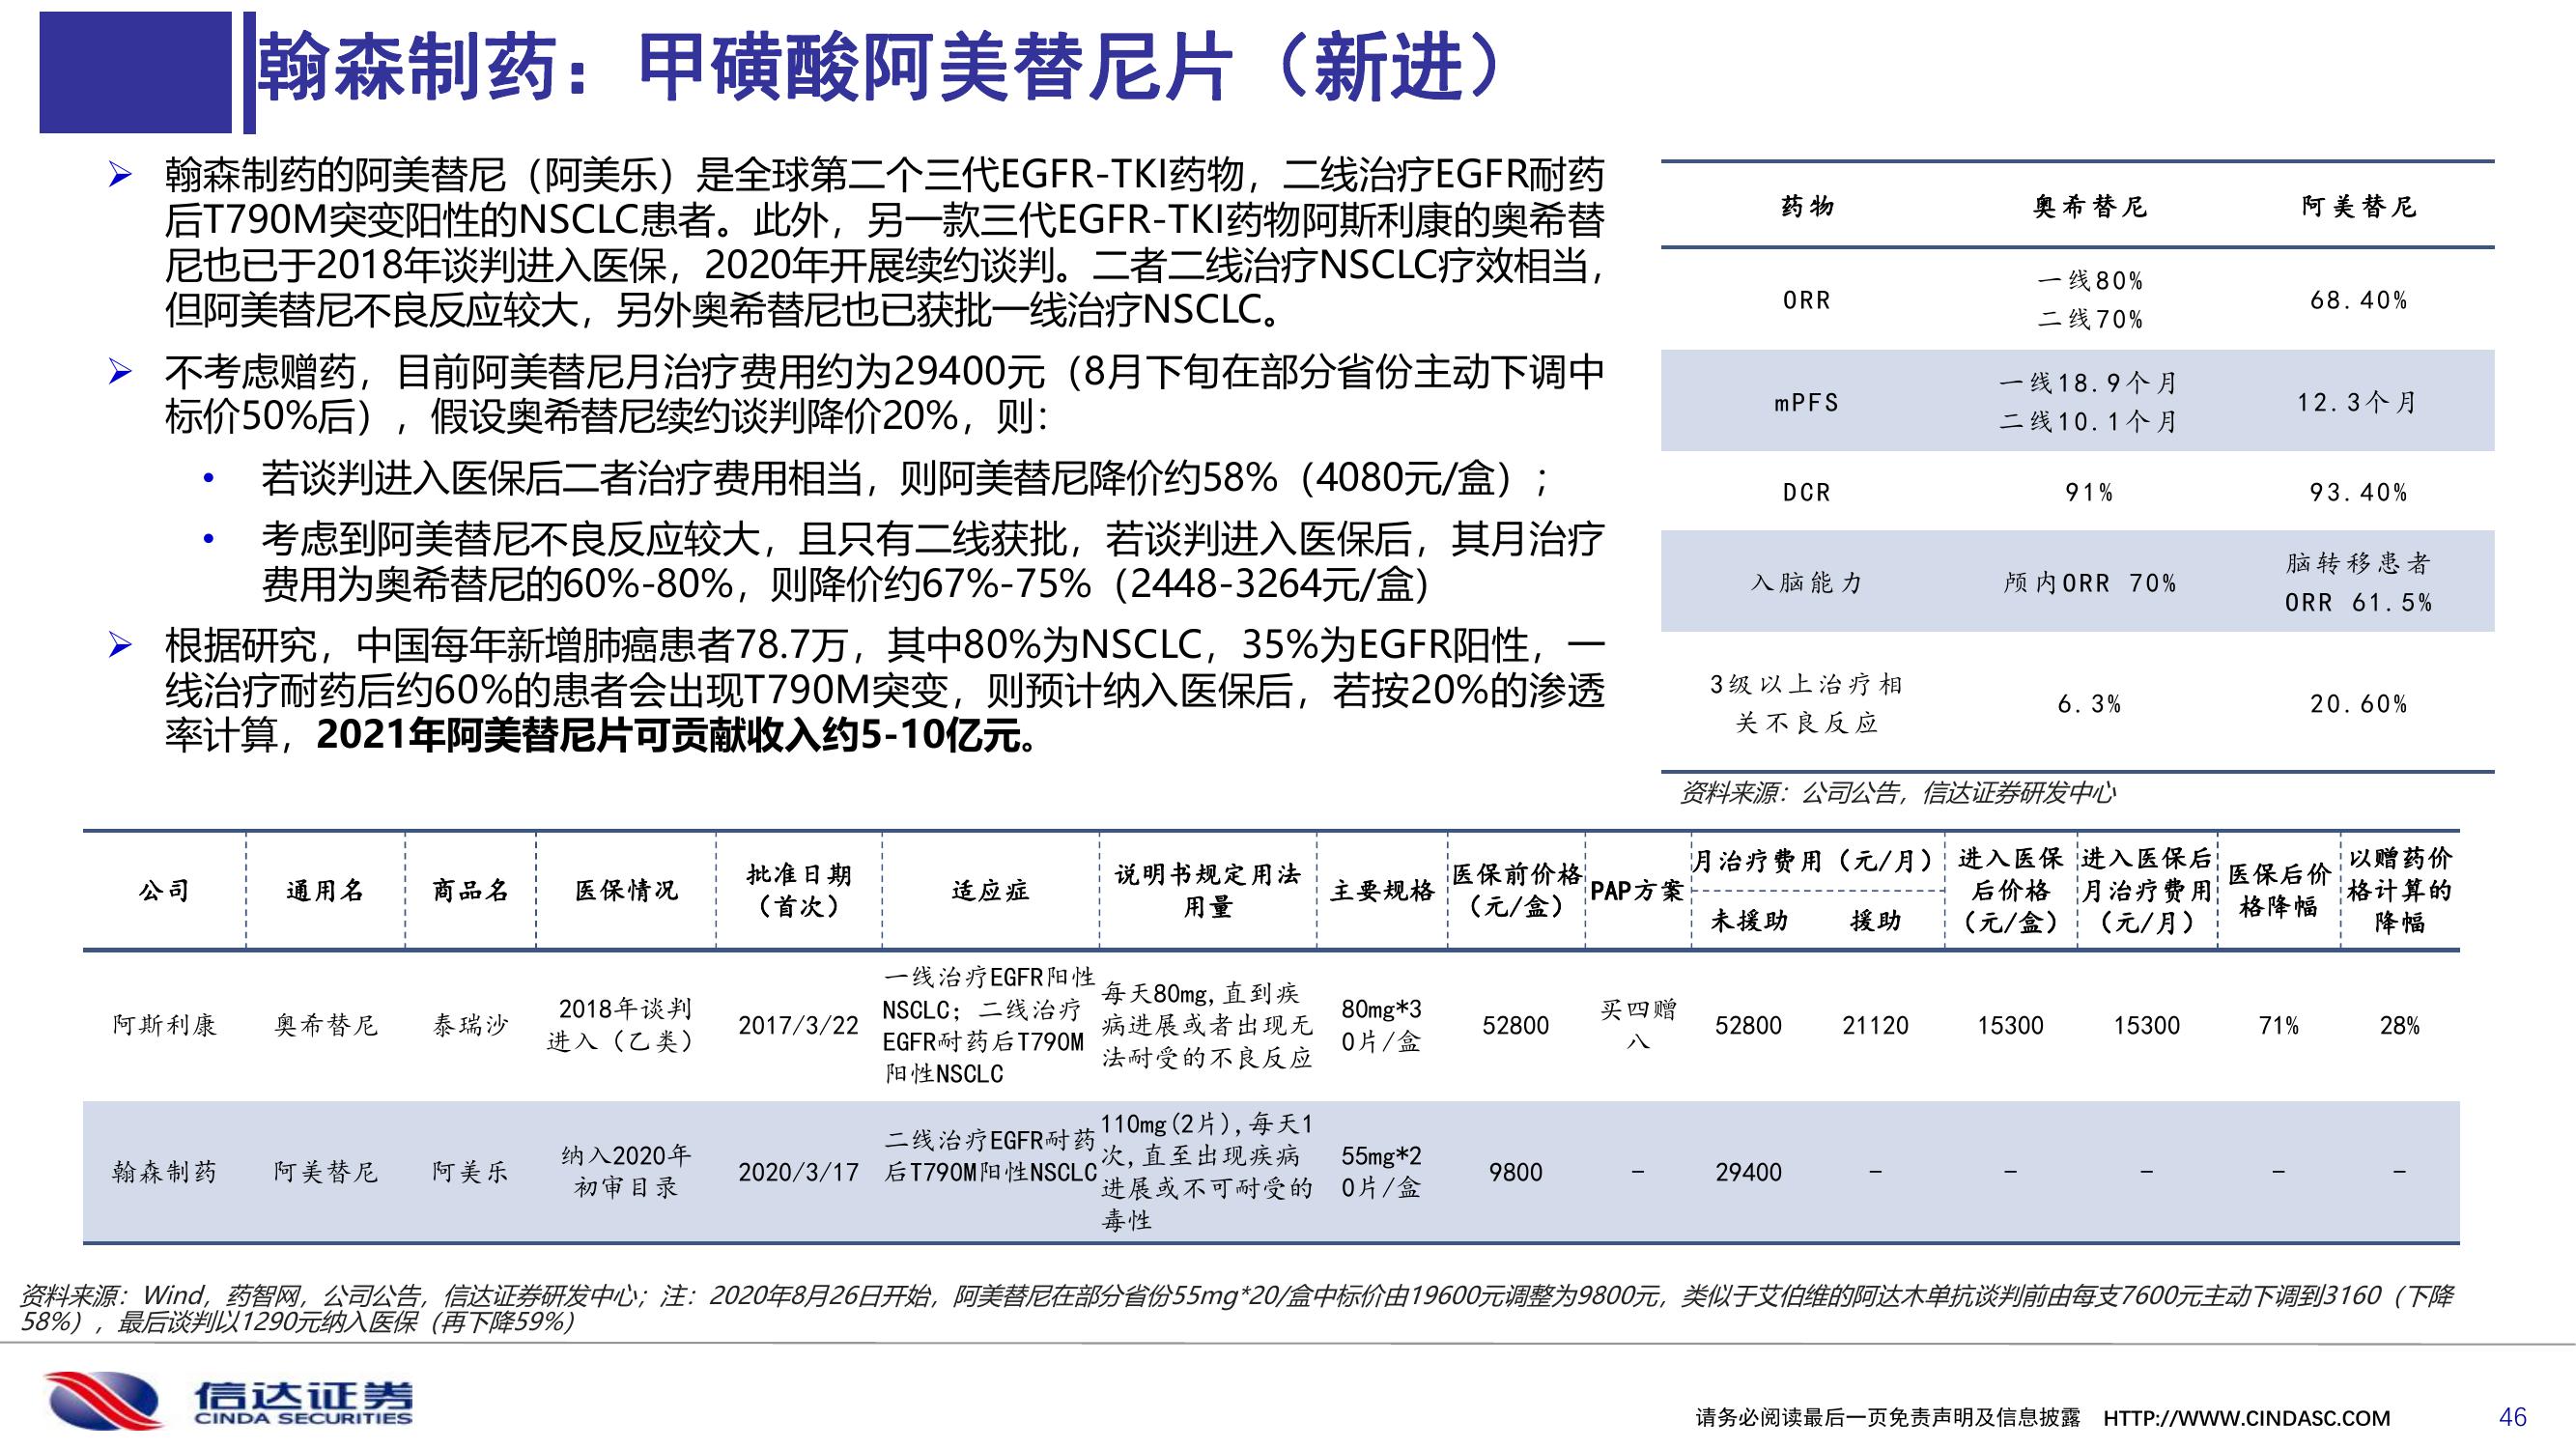 翰森制药：甲磺酸阿美替尼片（新进）
➢ 翰森制药的阿美替尼（阿美乐）是全球第二个三代EGFR-TKI药物，二线治疗EGFR耐药
后T790M突变阳性的NSCLC患者。此外，另一款三代EGFR-TKI药物阿斯利康的奥希替
尼也已于2018年谈判进入医保，2020年开展续约谈判。二者二线治疗NSCLC疗效相当，
但阿美替尼不良反应较大，另外奥希替尼也已获批一线治疗NSCLC。
➢ 不考虑赠药，目前阿美替尼月治疗费用约为29400元（8月下旬在部分省份主动下调中
标价50%后），假设奥希替尼续约谈判降价20%，则：
• 若谈判进入医保后二者治疗费用相当，则阿美替尼降价约58%（4080元/盒）；
• 考虑到阿美替尼不良反应较大，且只有二线获批，若谈判进入医保后，其月治疗
费用为奥希替尼的60%-80%，则降价约67%-75%（2448-3264元/盒）
➢ 根据研究，中国每年新增肺癌患者78.7万，其中80%为NSCLC，35%为EGFR阳性，一
线治疗耐药后约60%的患者会出现T790M突变，则预计纳入医保后，若按20%的渗透
率计算，2021年阿美替尼片可贡献收入约5-10亿元。
药物 奥希替尼 阿美替尼
ORR 一线80% 二线70% 68.40%
mPFS 一线18.9个月 二线10.1个月 12.3个月
DCR 91% 93.40%
入脑能力 颅内ORR 70% 脑转移患者 ORR 61.5%
3级以上治疗相关不良反应 6.3% 20.60%
资料来源：公司公告，信达证券研发中心
公司 通用名 商品名 医保情况 批准日期（首次） 适应症 说明书规定用法用量 主要规格 医保前价格（元/盒） PAP方案 月治疗费用（元/月） 未援助 援助 进入医保后价格（元/盒） 进入医保后月治疗费用（元/月） 医保后价格降幅 以赠药价格计算的降幅
阿斯利康 奥希替尼 泰瑞沙 2018年谈判进入（乙类） 2017/3/22 一线治疗EGFR阳性NSCLC；二线治疗EGFR耐药后T790M阳性NSCLC 每天80mg,直到疾病进展或者出现无法耐受的不良反应 80mg*30片/盒 52800 买四赠八 52800 21120 15300 15300 71% 28%
翰森制药 阿美替尼 阿美乐 纳入2020年初审目录 2020/3/17 二线治疗EGFR耐药后T790M阳性NSCLC 110mg(2片),每天1次,直至出现疾病进展或不可耐受的毒性 55mg*20片/盒 9800 - 29400 - - - - -
资料来源：Wind，药智网，公司公告，信达证券研发中心；注：2020年8月26日开始，阿美替尼在部分省份55mg*20/盒中标价由19600元调整为9800元，类似于艾伯维的阿达木单抗谈判前由每支7600元主动下调到3160（下降
58%），最后谈判以1290元纳入医保（再下降59%）
信达证券
CINDA SECURITIES
请务必阅读最后一页免责声明及信息披露 HTTP://WWW.CINDASC.COM 46